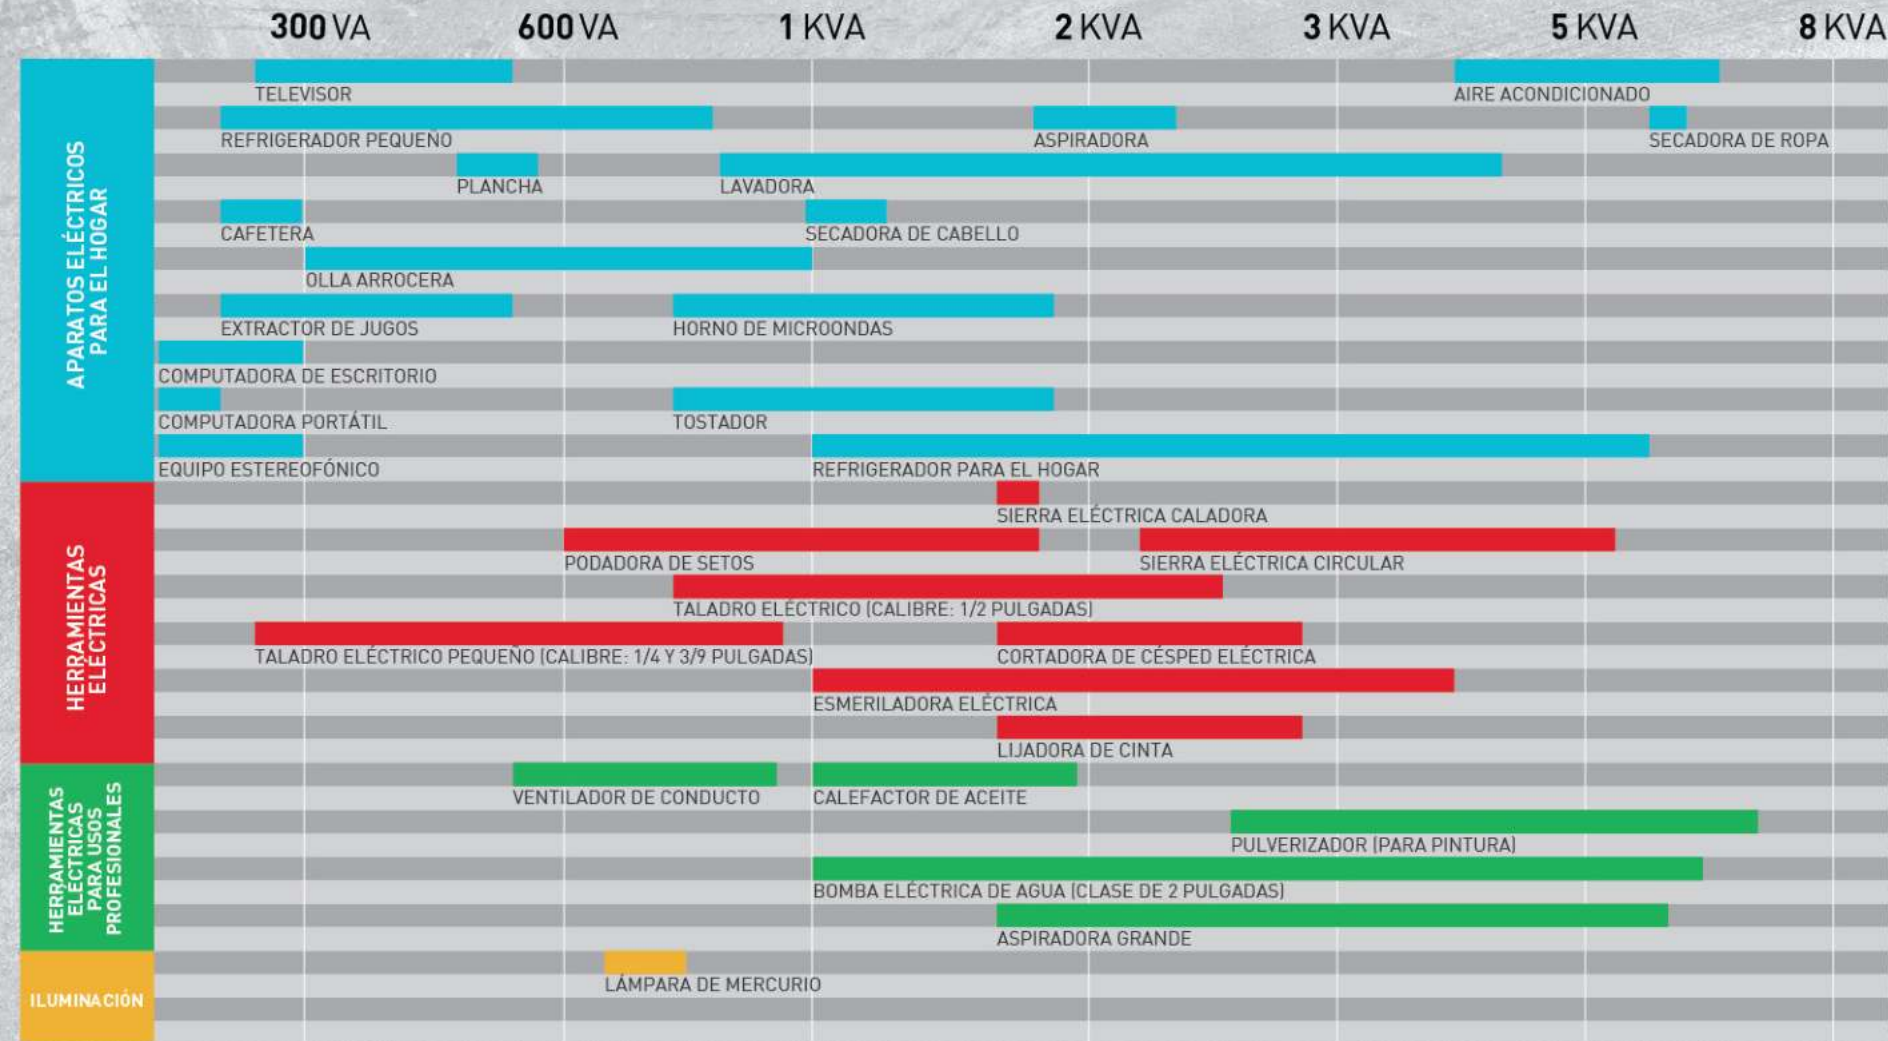 300 VA 600 VA 1 KVA 2 KVA 3 KVA 5 KVA 8 KVA
APARATOS ELÉCTRICOS
PARA EL HOGAR
TELEVISOR AIRE ACONDICIONADO
REFRIGERADOR PEQUEÑO ASPIRADORA SECADORA DE ROPA
PLANCHA LAVADORA
CAFETERA SECADORA DE CABELLO
OLLA ARROCERA
EXTRACTOR DE JUGOS HORNO DE MICROONDAS
COMPUTADORA DE ESCRITORIO
COMPUTADORA PORTÁTIL TOSTADOR
EQUIPO ESTEREOFÓNICO REFRIGERADOR PARA EL HOGAR
HERRAMIENTAS
ELÉCTRICAS
SIERRA ELÉCTRICA CALADORA
PODADORA DE SETOS SIERRA ELÉCTRICA CIRCULAR
TALADRO ELÉCTRICO (CALIBRE: 1/2 PULGADAS)
TALADRO ELÉCTRICO PEQUEÑO (CALIBRE: 1/4 Y 3/9 PULGADAS) CORTADORA DE CÉSPED ELÉCTRICA
ESMERILADORA ELÉCTRICA
LIJADORA DE CINTA
HERRAMIENTAS
ELÉCTRICAS
PARA USOS
PROFESIONALES
VENTILADOR DE CONDUCTO CALEFACTOR DE ACEITE
PULVERIZADOR (PARA PINTURA)
BOMBA ELÉCTRICA DE AGUA (CLASE DE 2 PULGADAS)
ASPIRADORA GRANDE
ILUMINACIÓN
LÁMPARA DE MERCURIO